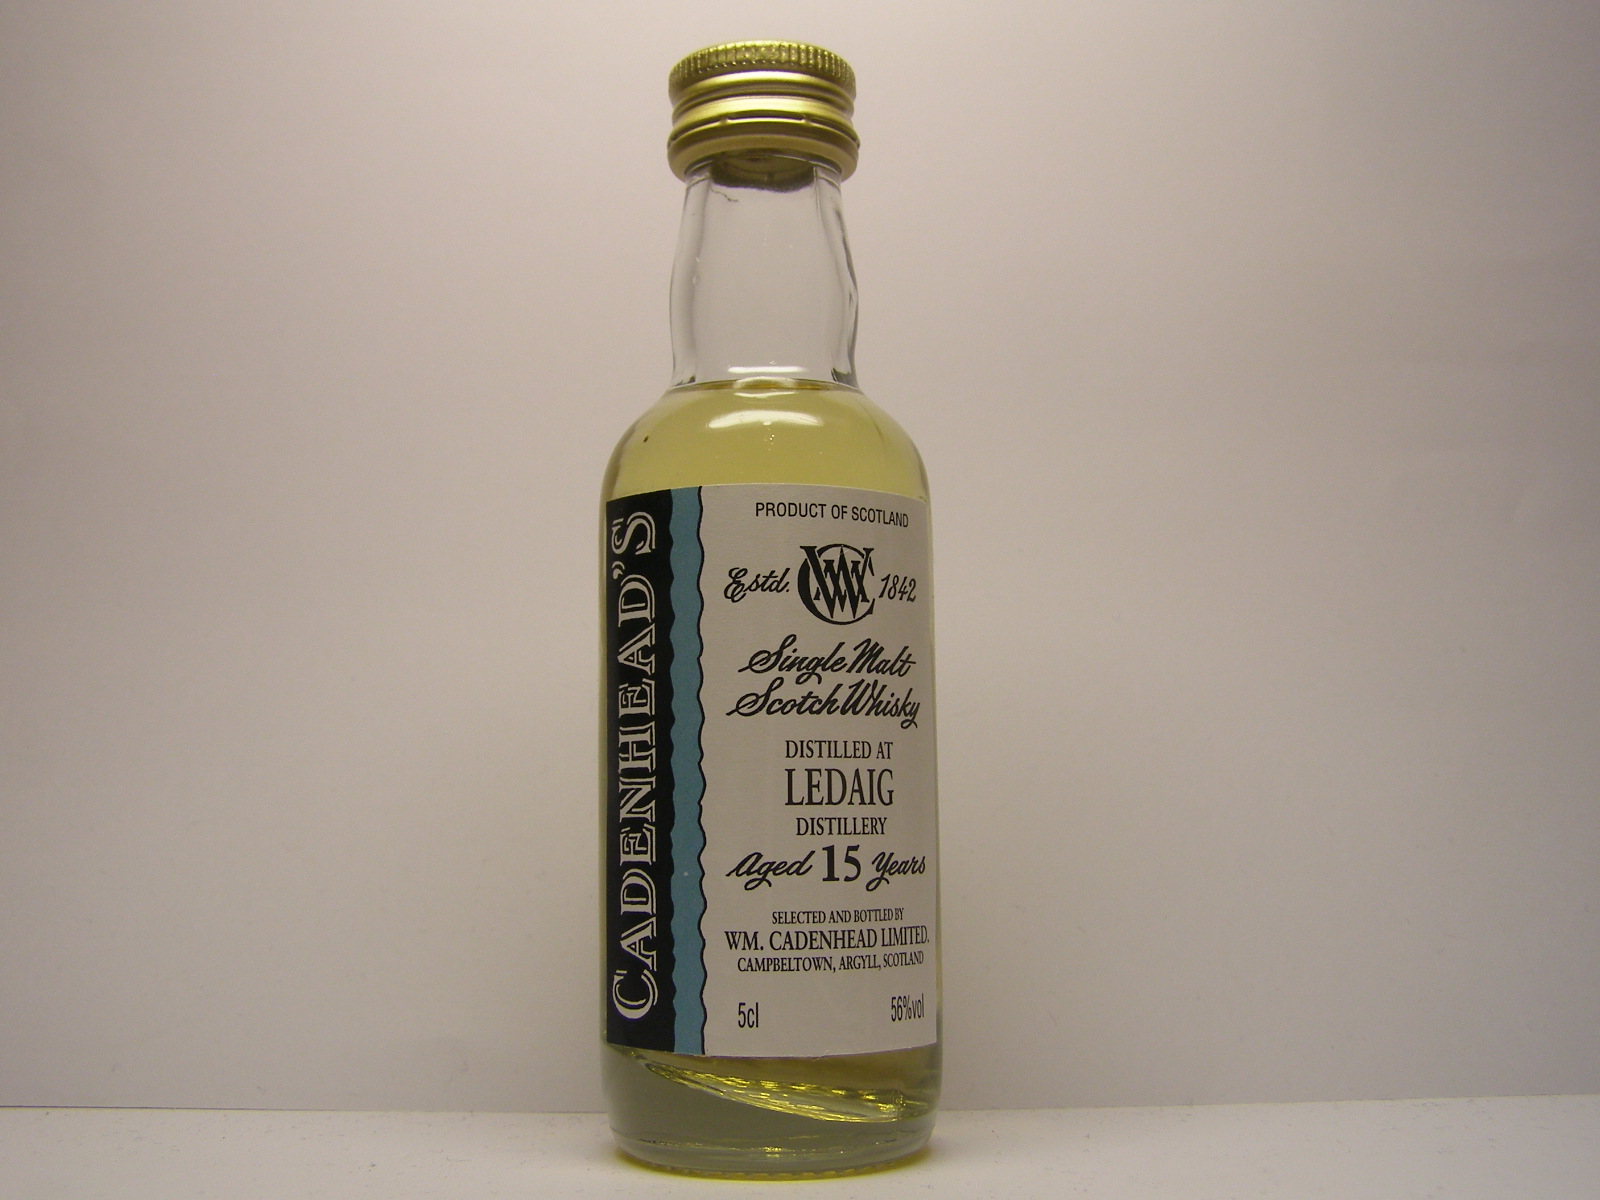 CADENHEAD'S
PRODUCT OF SCOTLAND
Estd. WC 1842
Single Malt
Scotch Whisky
DISTILLED AT
LEDAIG
DISTILLERY
Aged 15 Years
SELECTED AND BOTTLED BY
WM. CADENHEAD LIMITED.
CAMPBELTOWN, ARGYLL, SCOTLAND
5cl 56%vol